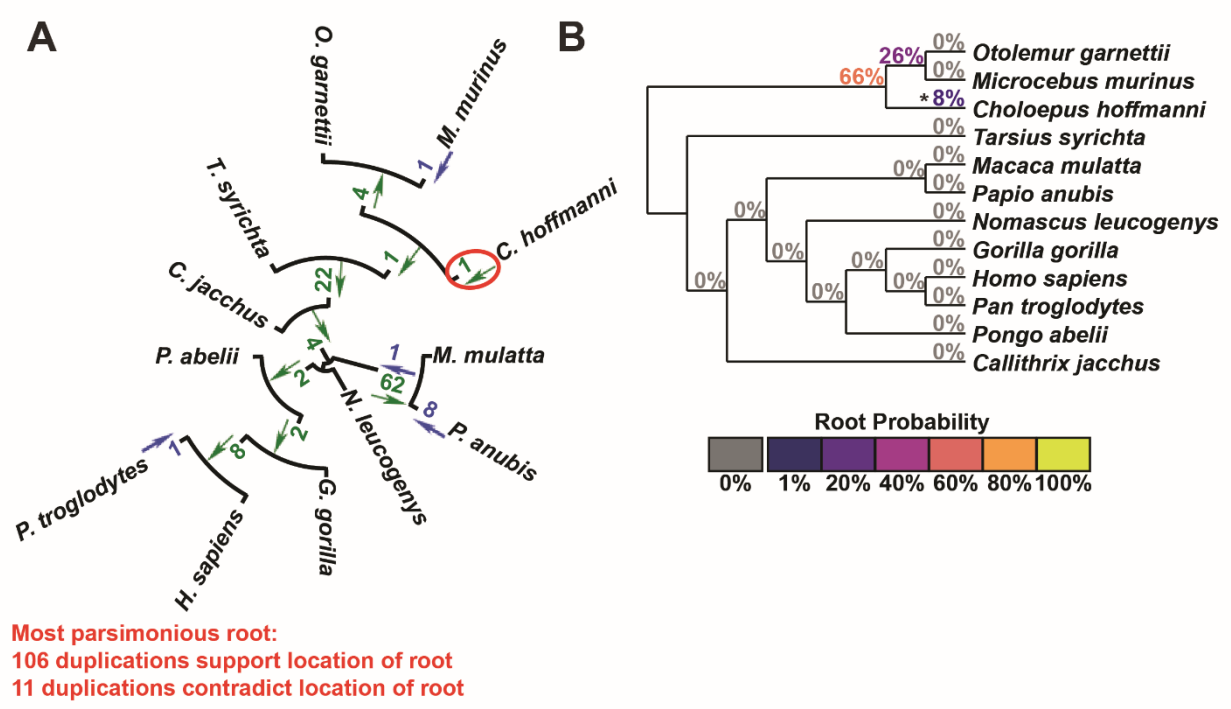 A
O. garnettii
M. murinus
1
4
T. syrichta
C. hoffmanni
1
1
22
C. jacchus
4
P. abelii
1
M. mulatta
2
62
8
N. leucogenys
P. anubis
2
8
1
P. troglodytes
G. gorilla
H. sapiens
Most parsimonious root:
106 duplications support location of root
11 duplications contradict location of root
B
0% Otolemur garnettii
26%
66%
0% Microcebus murinus
*8% Choloepus hoffmanni
0% Tarsius syrichta
0% Macaca mulatta
0%
0% Papio anubis
0%
0% Nomascus leucogenys
0% Gorilla gorilla
0%
0% Homo sapiens
0%
0%
0% Pan troglodytes
0%
0% Pongo abelii
0% Callithrix jacchus
Root Probability
0% 1% 20% 40% 60% 80% 100%